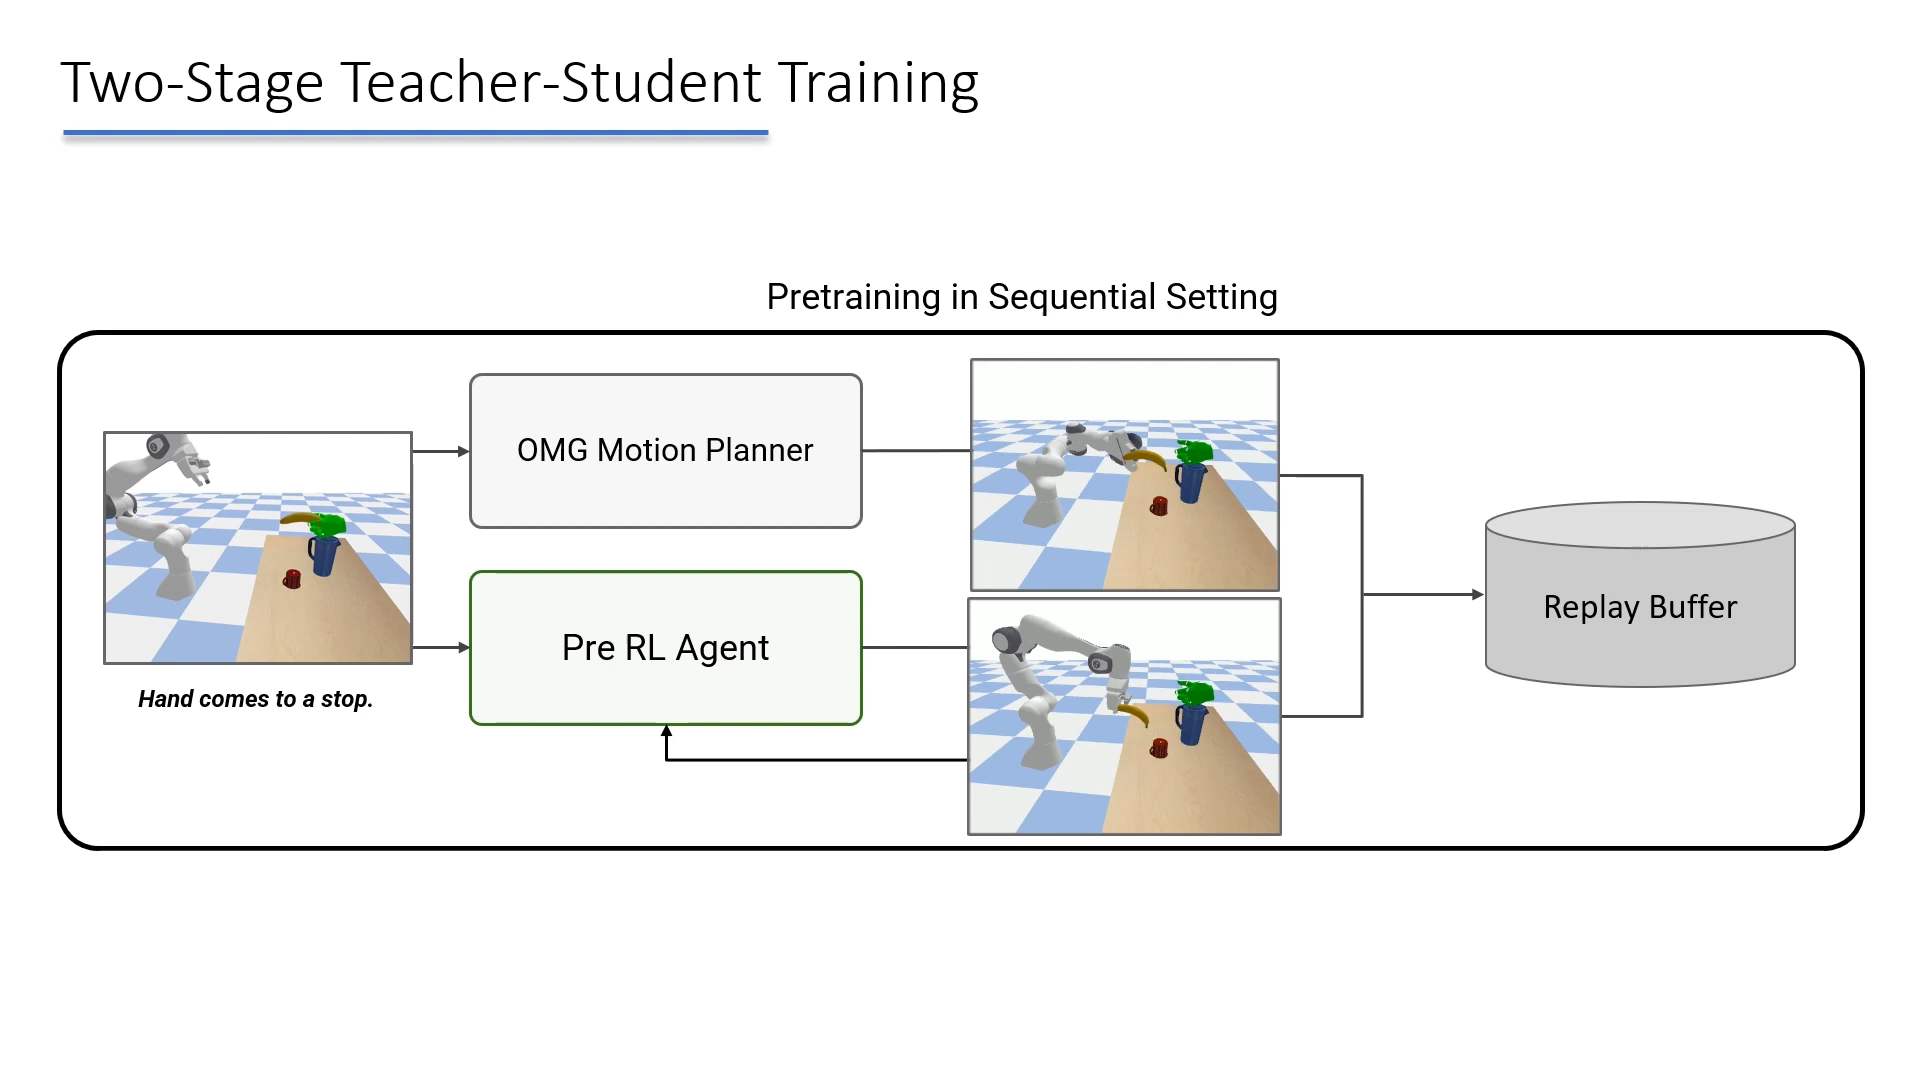 Two-Stage Teacher-Student Training
Pretraining in Sequential Setting
OMG Motion Planner
Pre RL Agent
Hand comes to a stop.
Replay Buffer